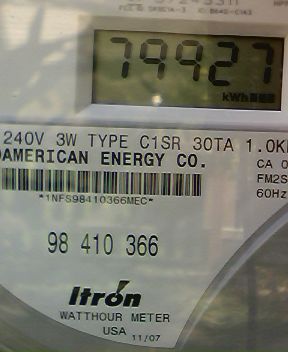 79927
kWh
240V 3W TYPE C1SR 30TA 1.0K
AMERICAN ENERGY CO.
CA 0
*1NFS98410366MEC*
FM2S
60Hz
98 410 366
Itron
WATTHOUR METER
USA 11/07